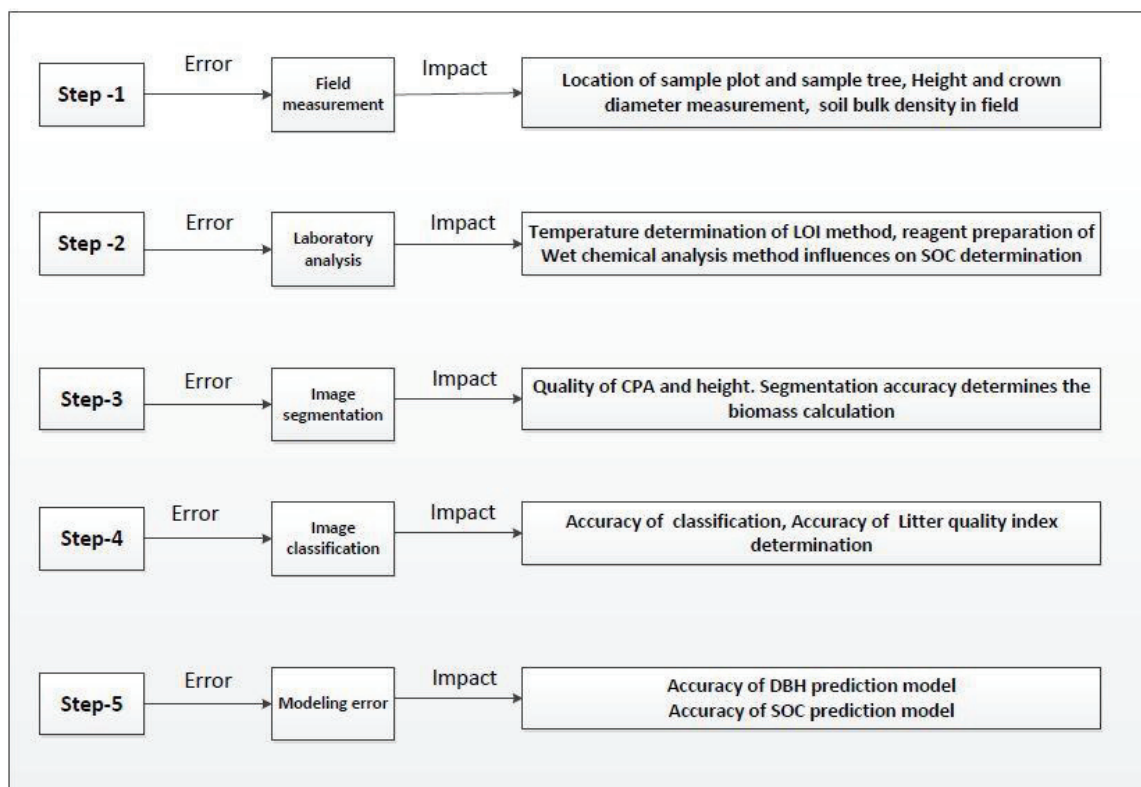 Step -1
Error
Field
measurement
Impact
Location of sample plot and sample tree, Height and crown
diameter measurement, soil bulk density in field
Step -2
Error
Laboratory
analysis
Impact
Temperature determination of LOI method, reagent preparation of
Wet chemical analysis method influences on SOC determination
Step-3
Error
Image
segmentation
Impact
Quality of CPA and height. Segmentation accuracy determines the
biomass calculation
Step-4
Error
Image
classification
Impact
Accuracy of classification, Accuracy of Litter quality index
determination
Step-5
Error
Modeling error
Impact
Accuracy of DBH prediction model
Accuracy of SOC prediction model